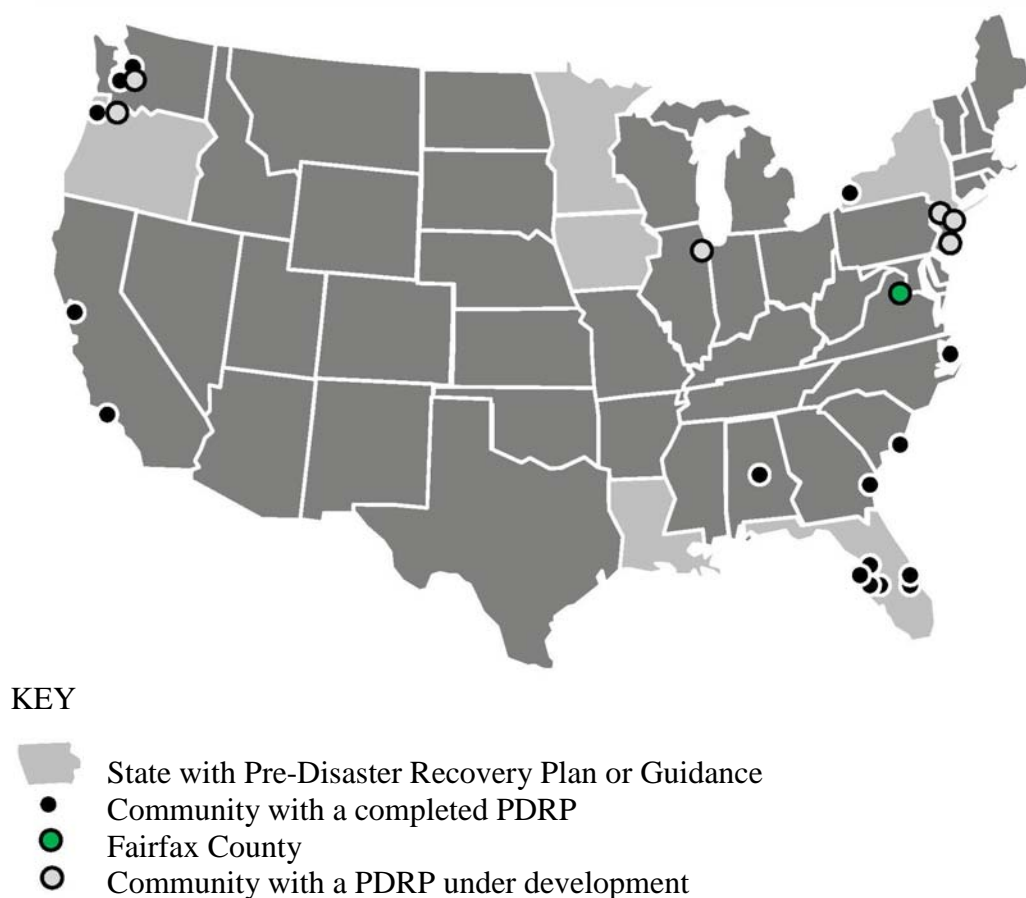 KEY
State with Pre-Disaster Recovery Plan or Guidance
Community with a completed PDRP
Fairfax County
Community with a PDRP under development